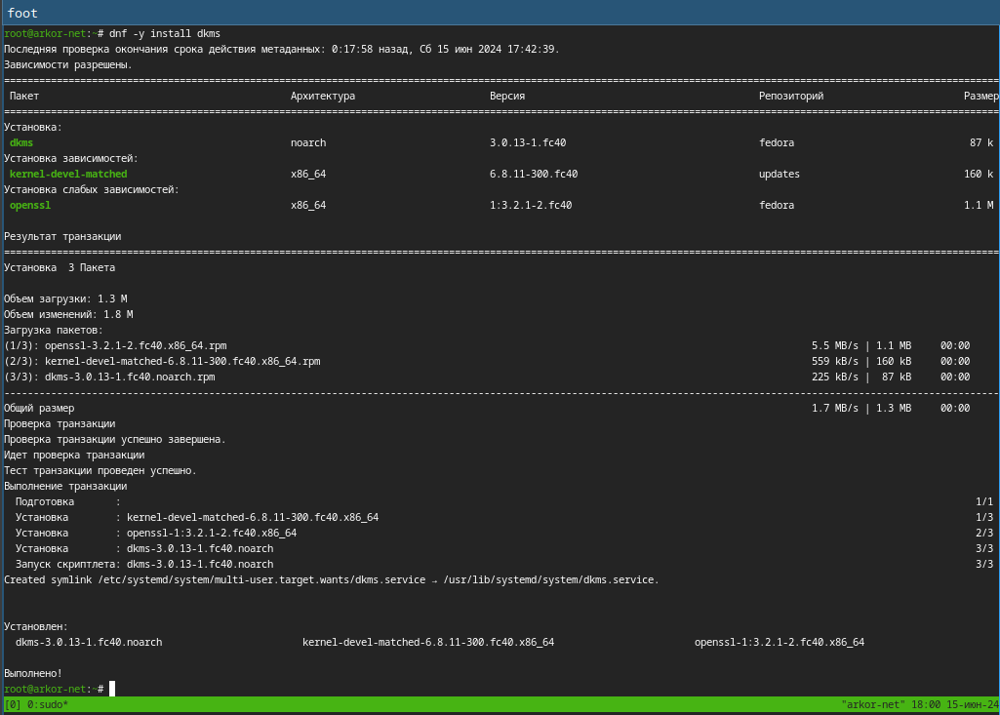 foot
root@arkor-net:~# dnf -y install dkms
Последняя проверка окончания срока действия метаданных: 0:17:58 назад, Сб 15 июн 2024 17:42:39.
Зависимости разрешены.
Пакет Архитектура Версия Репозиторий Размер
Установка:
dkms noarch 3.0.13-1.fc40 fedora 87 k
Установка зависимостей:
kernel-devel-matched x86_64 6.8.11-300.fc40 updates 160 k
Установка слабых зависимостей:
openssl x86_64 1:3.2.1-2.fc40 fedora 1.1 M
Результат транзакции
Установка 3 Пакета
Объем загрузки: 1.3 M
Объем изменений: 1.8 M
Загрузка пакетов:
(1/3): openssl-3.2.1-2.fc40.x86_64.rpm 5.5 MB/s | 1.1 MB 00:00
(2/3): kernel-devel-matched-6.8.11-300.fc40.x86_64.rpm 559 kB/s | 160 kB 00:00
(3/3): dkms-3.0.13-1.fc40.noarch.rpm 225 kB/s | 87 kB 00:00
Общий размер 1.7 MB/s | 1.3 MB 00:00
Проверка транзакции
Проверка транзакции успешно завершена.
Идет проверка транзакции
Тест транзакции проведен успешно.
Выполнение транзакции
Подготовка : 1/1
Установка : kernel-devel-matched-6.8.11-300.fc40.x86_64 1/3
Установка : openssl-1:3.2.1-2.fc40.x86_64 2/3
Установка : dkms-3.0.13-1.fc40.noarch 3/3
Запуск скриптлета: dkms-3.0.13-1.fc40.noarch 3/3
Created symlink /etc/systemd/system/multi-user.target.wants/dkms.service → /usr/lib/systemd/system/dkms.service.
Установлен:
dkms-3.0.13-1.fc40.noarch kernel-devel-matched-6.8.11-300.fc40.x86_64 openssl-1:3.2.1-2.fc40.x86_64
Выполнено!
root@arkor-net:~#
[0] 0:sudo* "arkor-net" 18:00 15-июн-24